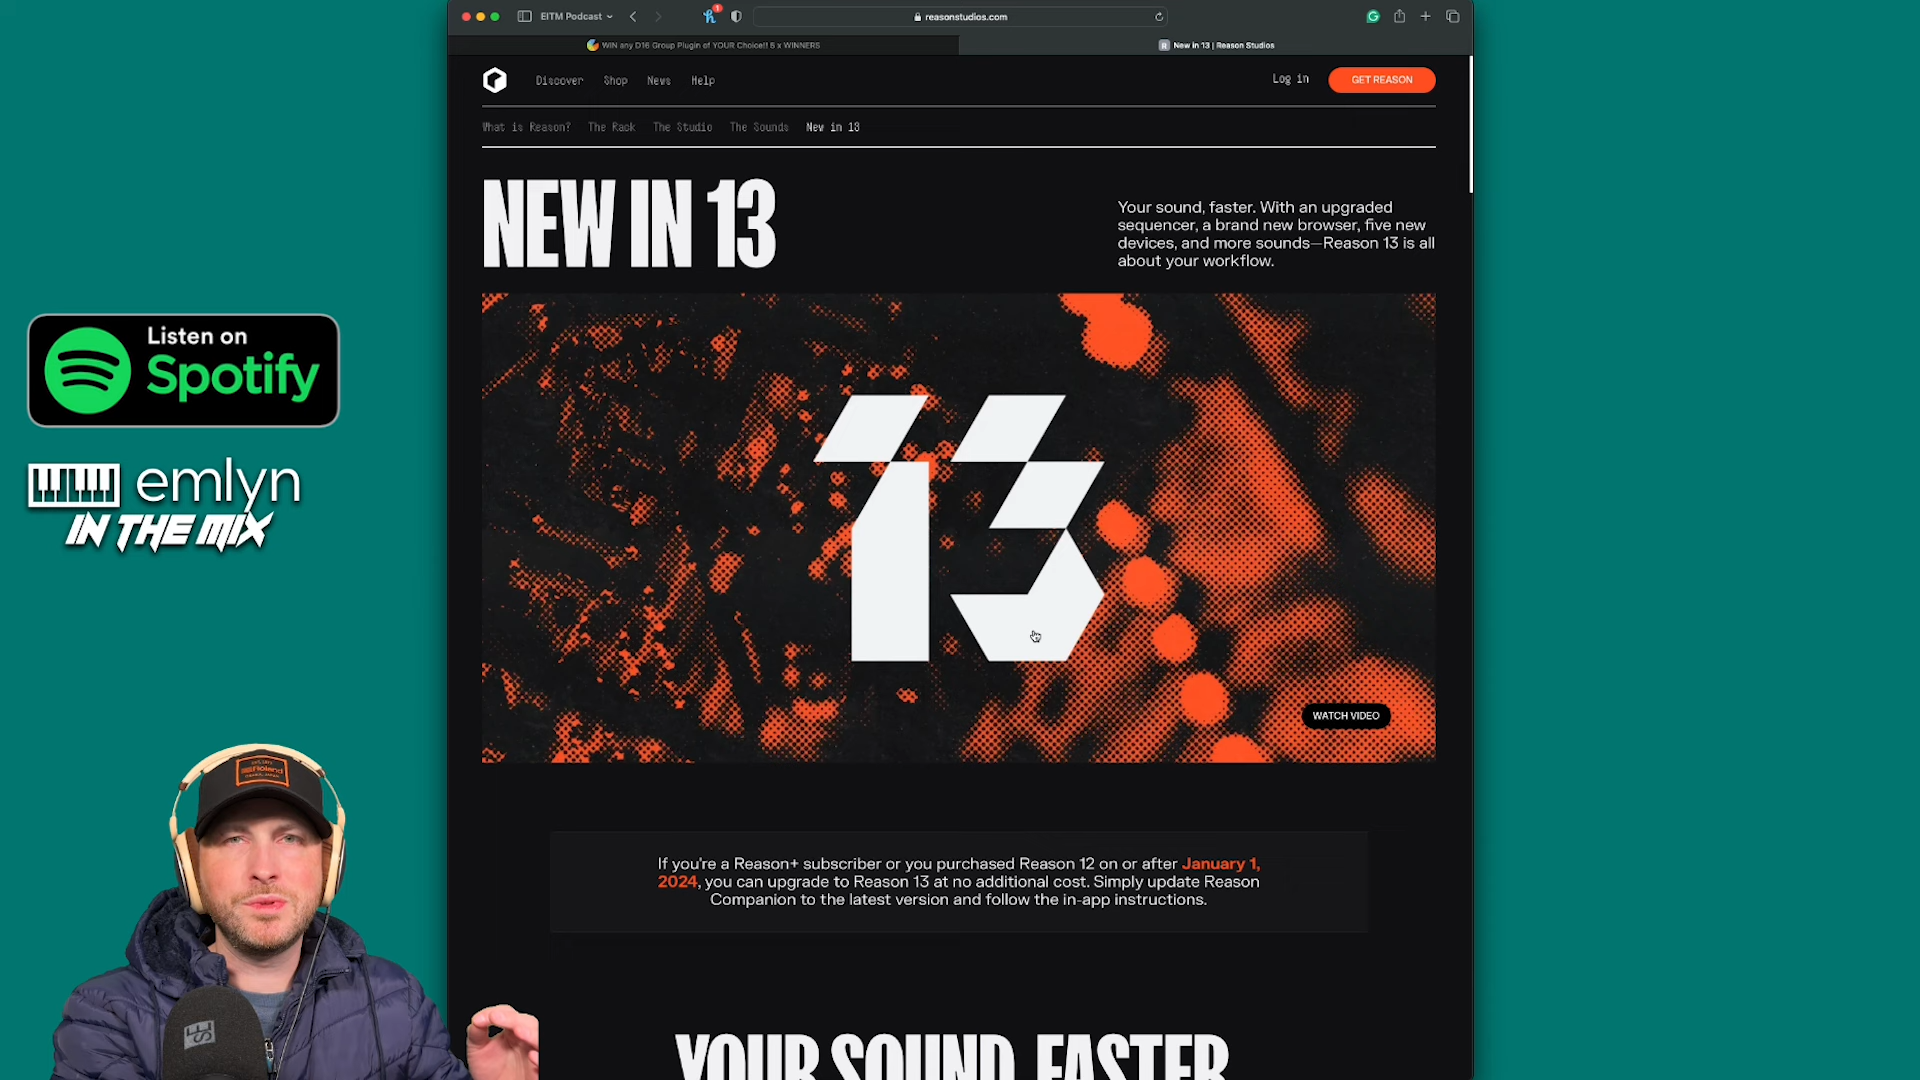 EITM Podcast
1
reasonstudios.com
WIN any D16 Group Plugin of YOUR Choice!! 5 x WINNERS
R New in 13 | Reason Studios
Discover Shop News Help
Log in
GET REASON
What is Reason? The Rack The Studio The Sounds New in 13
NEW IN 13
Your sound, faster. With an upgraded
sequencer, a brand new browser, five new
devices, and more sounds—Reason 13 is all
about your workflow.
13
WATCH VIDEO
If you're a Reason+ subscriber or you purchased Reason 12 on or after January 1,
2024, you can upgrade to Reason 13 at no additional cost. Simply update Reason
Companion to the latest version and follow the in-app instructions.
YOUR SOUND, FASTER
Listen on
Spotify
emlyn
IN THE MIX
Roland